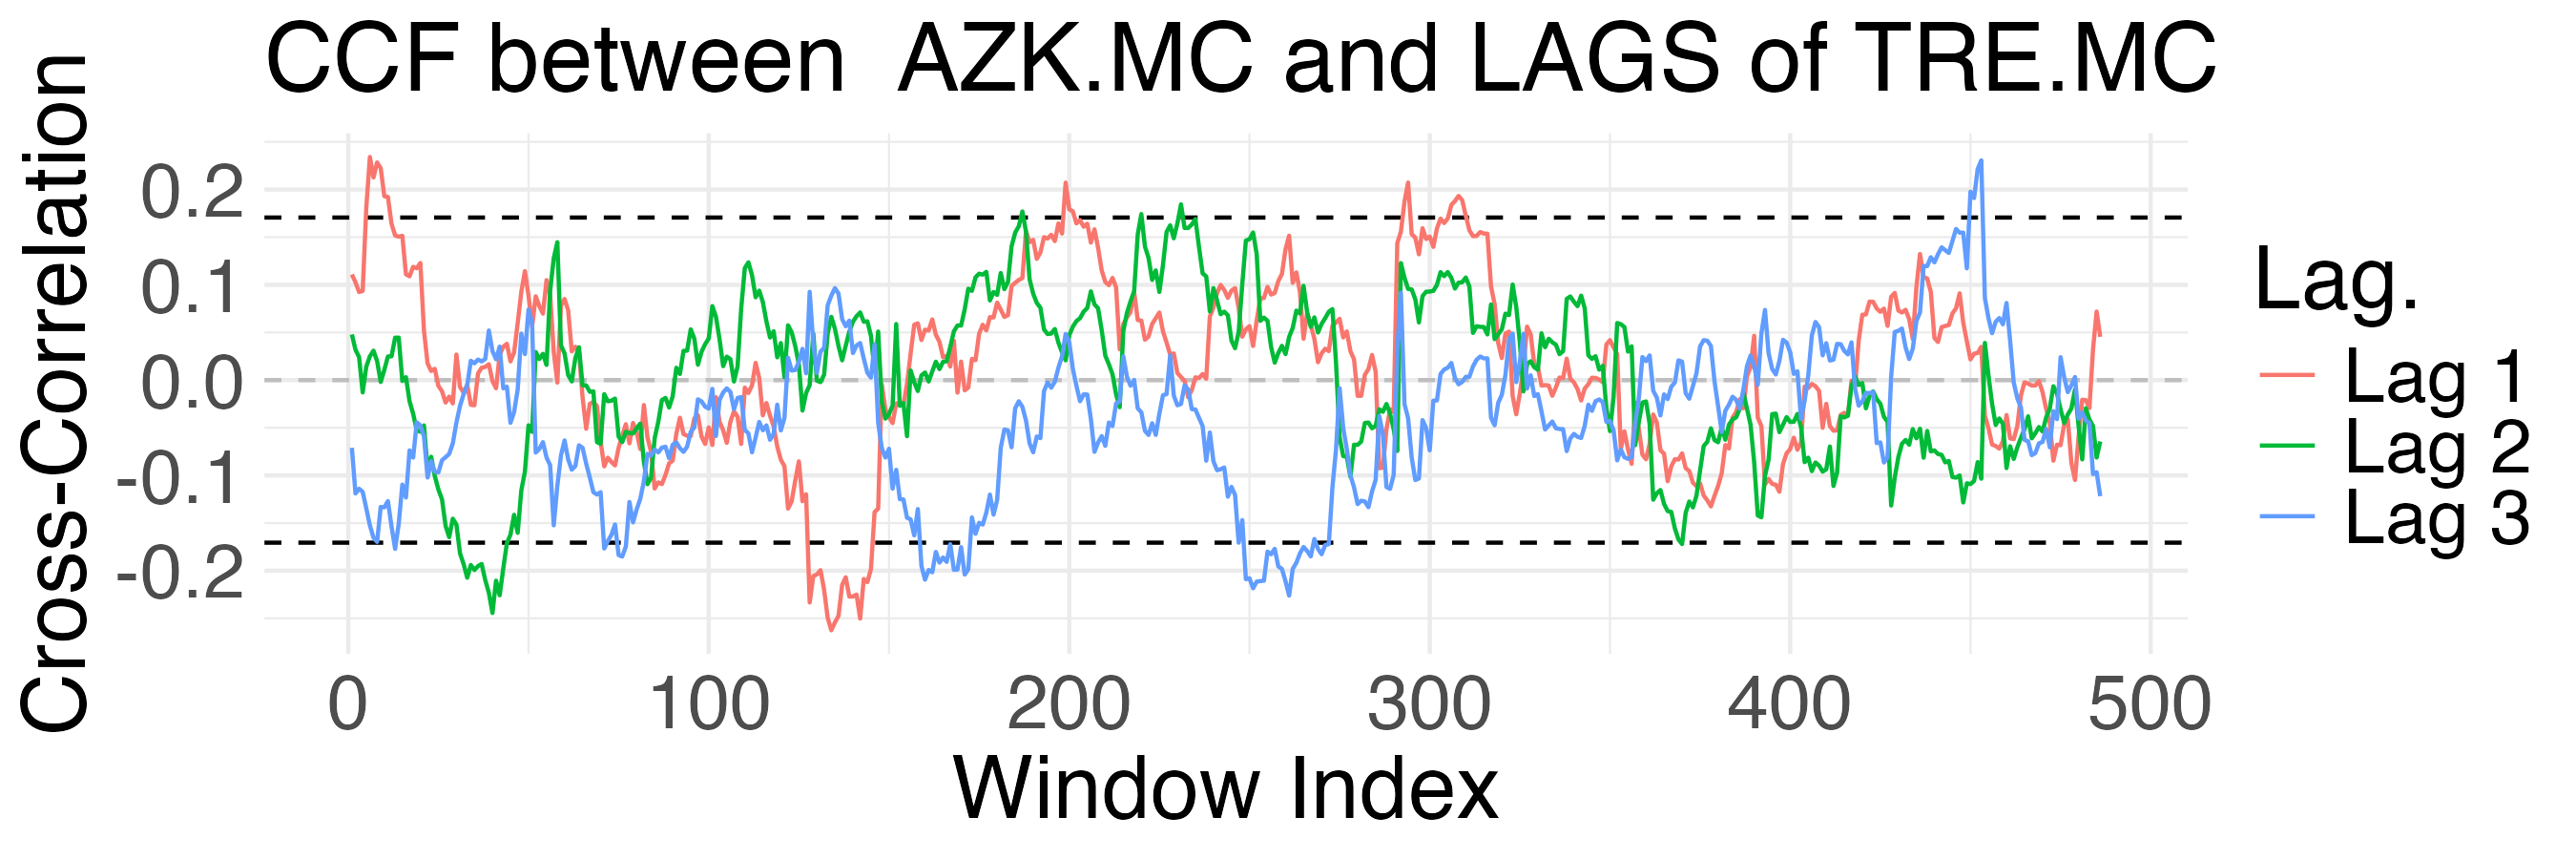 CCF between  AZK.MC and LAGS of TRE.MC
Cross-Correlation
0.2
0.1
0.0
-0.1
-0.2
0 100 200 300 400 500
Window Index
Lag.
Lag 1
Lag 2
Lag 3